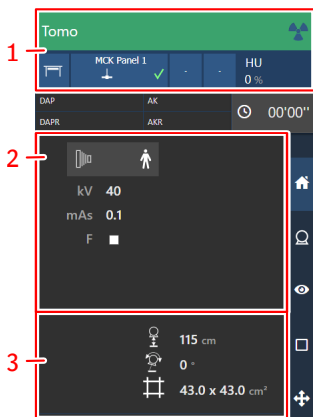 Tomo
1
MCK Panel 1
- -
HU
0 %
DAP AK
DAPR AKR
00'00''
2
kV 40
mAs 0.1
F
3
115 cm
0 °
43.0 x 43.0 cm²